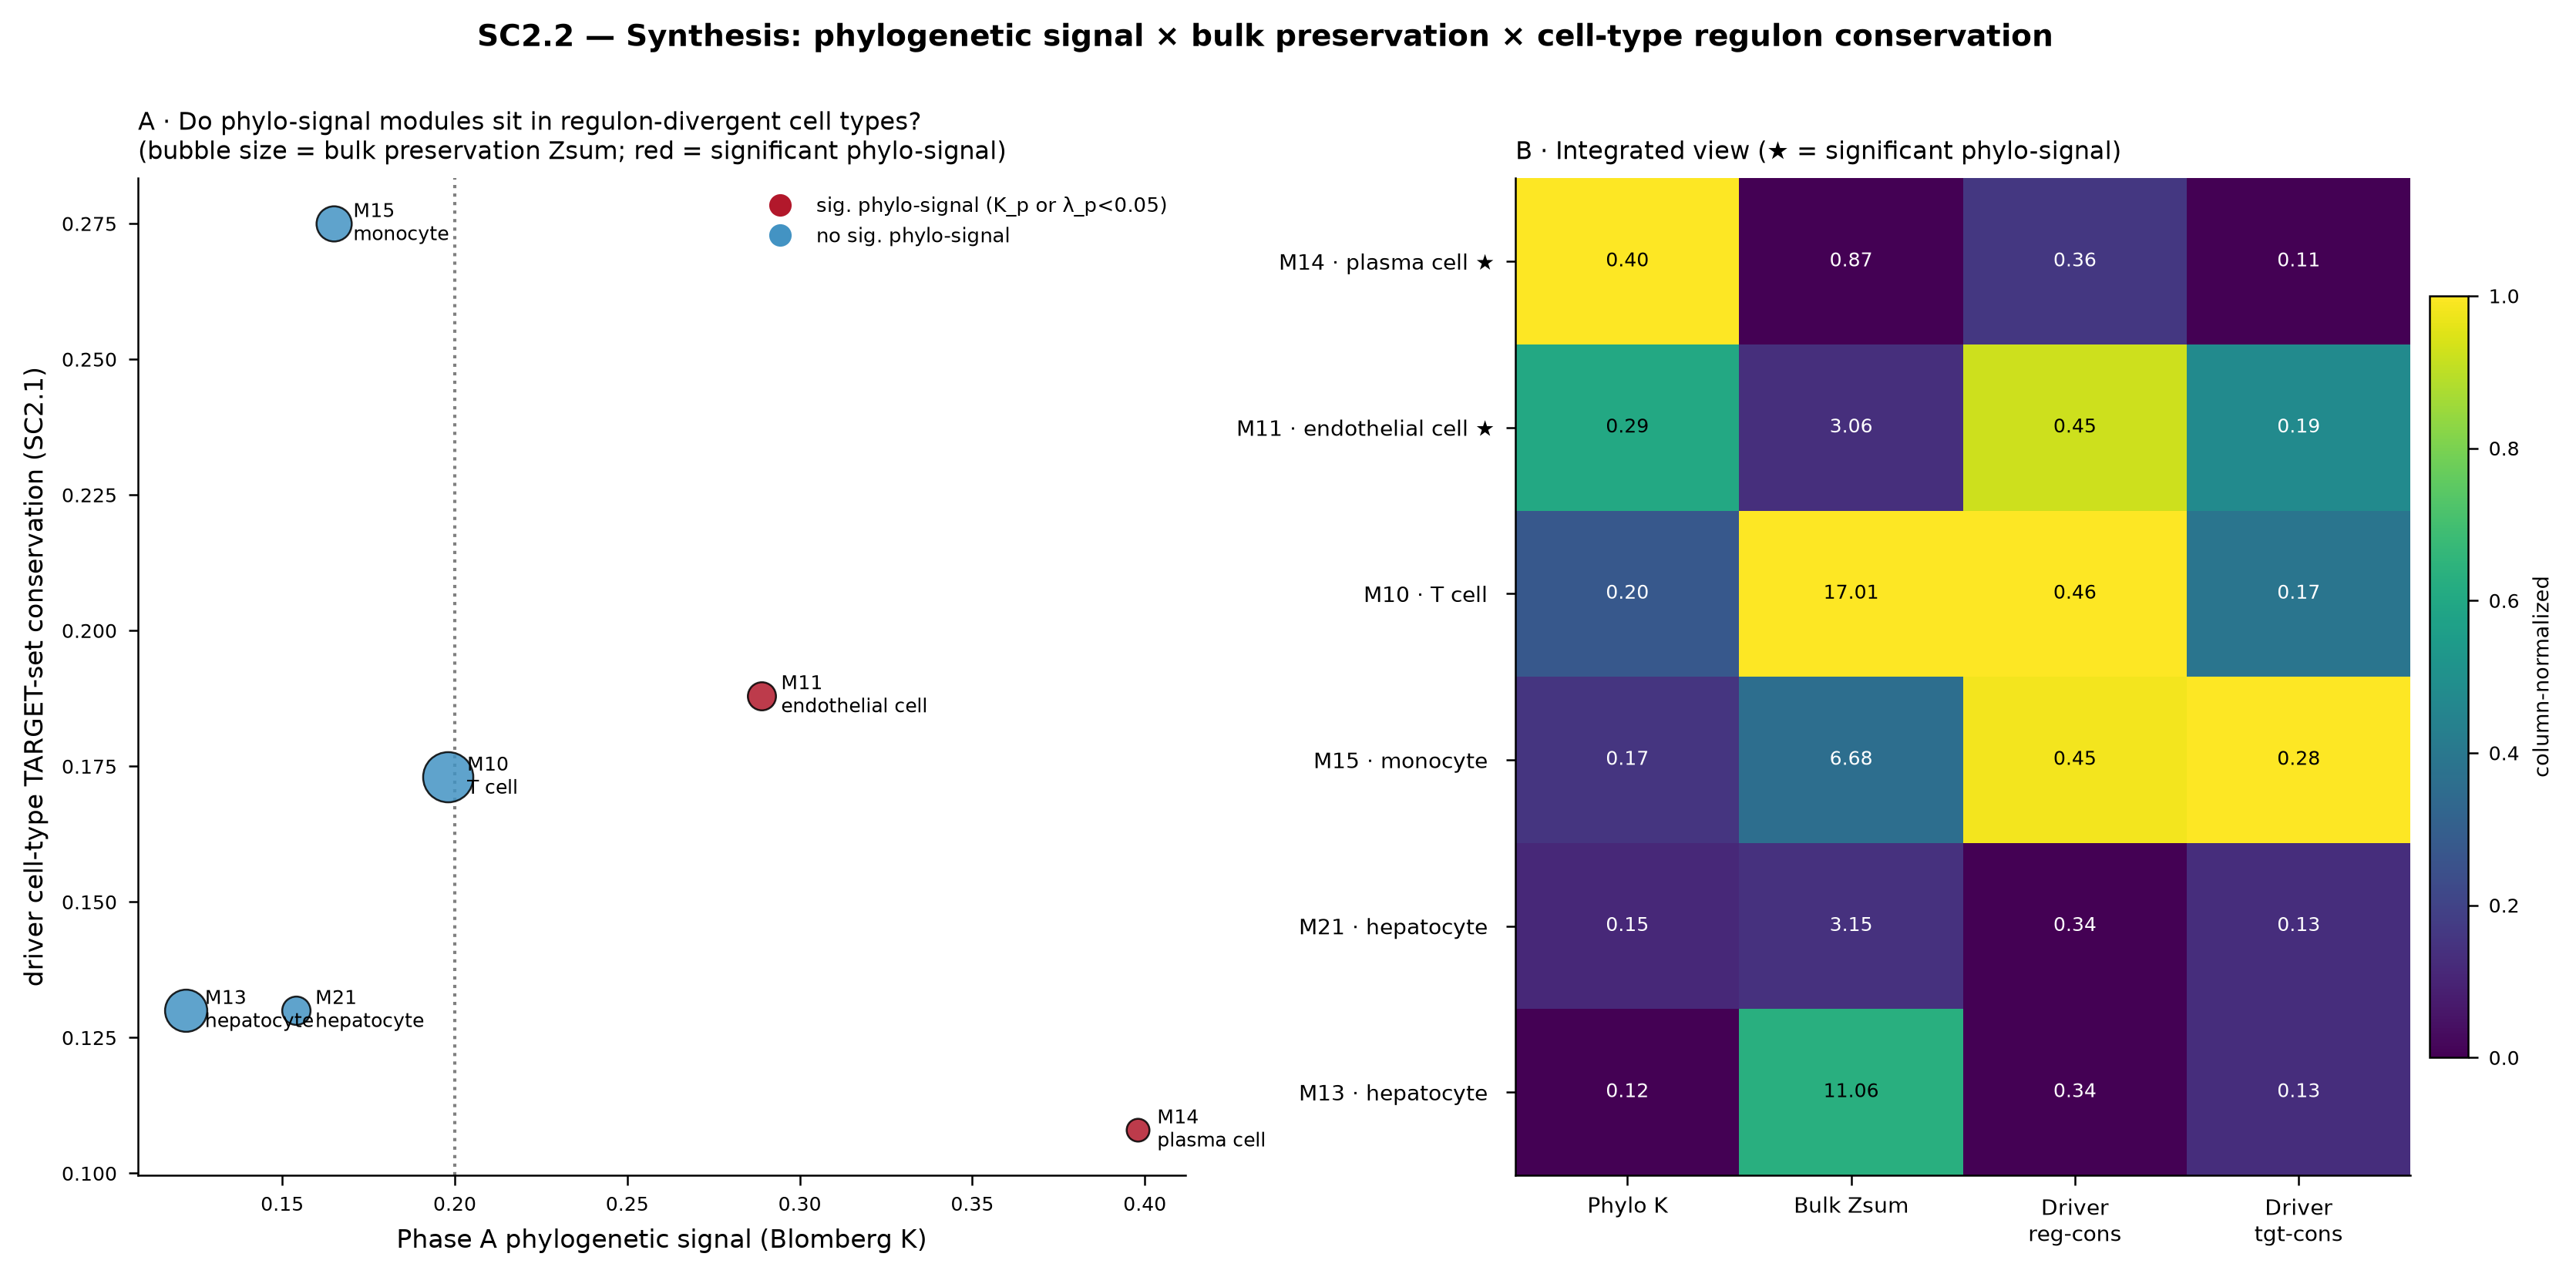 SC2.2 — Synthesis: phylogenetic signal × bulk preservation × cell-type regulon conservation
A · Do phylo-signal modules sit in regulon-divergent cell types?
(bubble size = bulk preservation Zsum; red = significant phylo-signal)
sig. phylo-signal (K_p or λ_p<0.05)
no sig. phylo-signal
driver cell-type TARGET-set conservation (SC2.1)
0.275
0.250
0.225
0.200
0.175
0.150
0.125
0.100
M15
monocyte
M11
endothelial cell
M10
T cell
M13
hepatocyte
M21
hepatocyte
M14
plasma cell
0.15
0.20
0.25
0.30
0.35
0.40
Phase A phylogenetic signal (Blomberg K)
B · Integrated view (★ = significant phylo-signal)
M14 · plasma cell ★
0.40
0.87
0.36
0.11
M11 · endothelial cell ★
0.29
3.06
0.45
0.19
M10 · T cell
0.20
17.01
0.46
0.17
M15 · monocyte
0.17
6.68
0.45
0.28
M21 · hepatocyte
0.15
3.15
0.34
0.13
M13 · hepatocyte
0.12
11.06
0.34
0.13
Phylo K
Bulk Zsum
Driver
reg-cons
Driver
tgt-cons
1.0
0.8
0.6
0.4
0.2
0.0
column-normalized